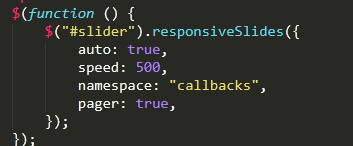 $(function () {
$("#slider").responsiveSlides({
auto: true,
speed: 500,
namespace: "callbacks",
pager: true,
});
});